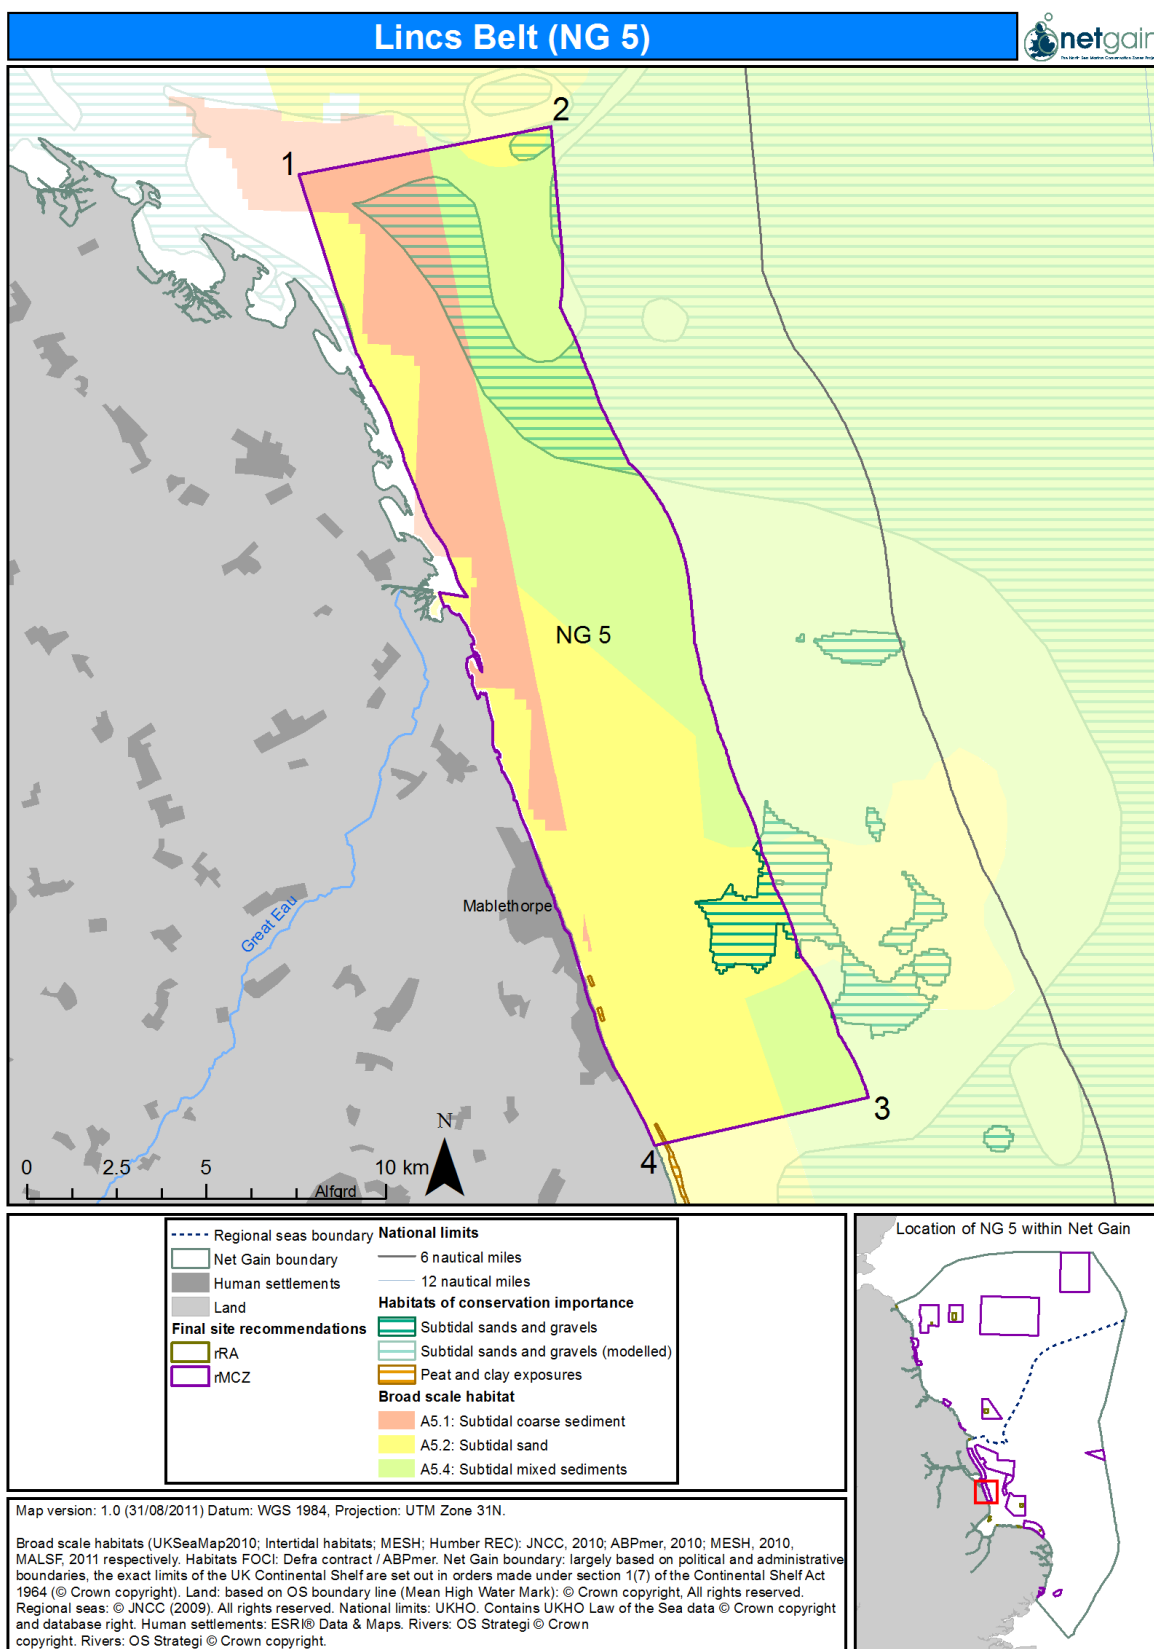 Lincs Belt (NG 5)
netgain
The North Sea Marine Conservation Zones Project
2
1
NG 5
Mablethorpe
Great Eau
3
4
N
0 2.5 5 10 km
Alford
Regional seas boundary
Net Gain boundary
Human settlements
Land
Final site recommendations
rRA
rMCZ
National limits
6 nautical miles
12 nautical miles
Habitats of conservation importance
Subtidal sands and gravels
Subtidal sands and gravels (modelled)
Peat and clay exposures
Broad scale habitat
A5.1: Subtidal coarse sediment
A5.2: Subtidal sand
A5.4: Subtidal mixed sediments
Location of NG 5 within Net Gain
Map version: 1.0 (31/08/2011) Datum: WGS 1984, Projection: UTM Zone 31N.
Broad scale habitats (UKSeaMap2010; Intertidal habitats; MESH; Humber REC): JNCC, 2010; ABPmer, 2010; MESH, 2010,
MALSF, 2011 respectively. Habitats FOCI: Defra contract / ABPmer. Net Gain boundary: largely based on political and administrative
boundaries, the exact limits of the UK Continental Shelf are set out in orders made under section 1(7) of the Continental Shelf Act
1964 (© Crown copyright). Land: based on OS boundary line (Mean High Water Mark): © Crown copyright, All rights reserved.
Regional seas: © JNCC (2009). All rights reserved. National limits: UKHO. Contains UKHO Law of the Sea data © Crown copyright
and database right. Human settlements: ESRI® Data & Maps. Rivers: OS Strategi © Crown
copyright. Rivers: OS Strategi © Crown copyright.